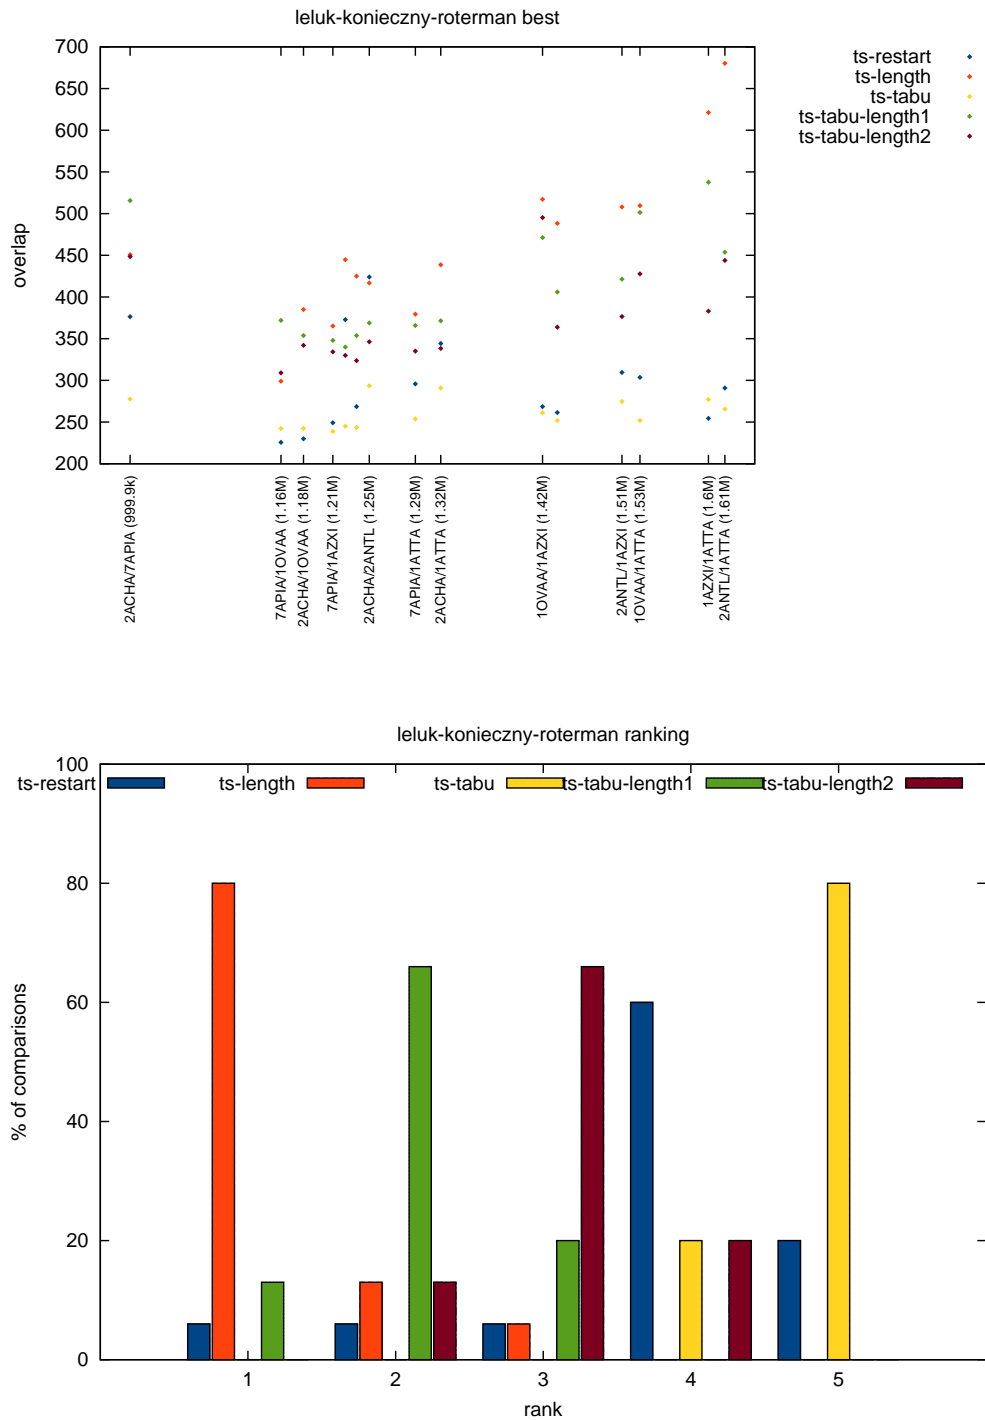 leluk-konieczny-roterman best
700
650
600
550
500
450
400
350
300
250
200
overlap
ts-restart
ts-length
ts-tabu
ts-tabu-length1
ts-tabu-length2
2ACHA/7APIA (999.9k)
7APIA/1OVAA (1.16M)
2ACHA/1OVAA (1.18M)
7APIA/1AZXI (1.21M)
2ACHA/2ANTL (1.25M)
7APIA/1ATTA (1.29M)
2ACHA/1ATTA (1.32M)
1OVAA/1AZXI (1.42M)
2ANTL/1AZXI (1.51M)
1OVAA/1ATTA (1.53M)
1AZXI/1ATTA (1.6M)
2ANTL/1ATTA (1.61M)
leluk-konieczny-roterman ranking
100
80
60
40
20
0
% of comparisons
ts-restart
ts-length
ts-tabu
ts-tabu-length1
ts-tabu-length2
1 2 3 4 5
rank